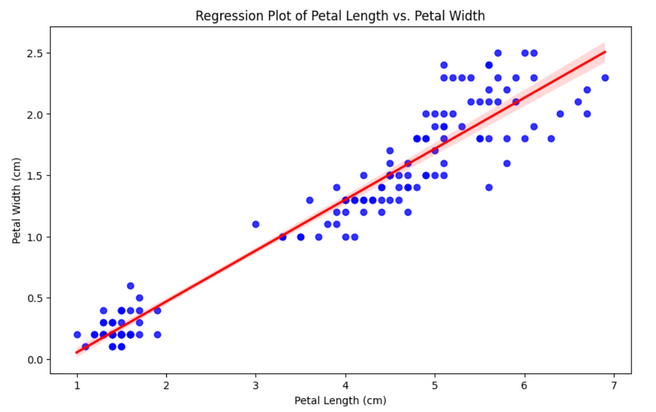 Regression Plot of Petal Length vs. Petal Width
Petal Width (cm)
2.5
2.0
1.5
1.0
0.5
0.0
1 2 3 4 5 6 7
Petal Length (cm)